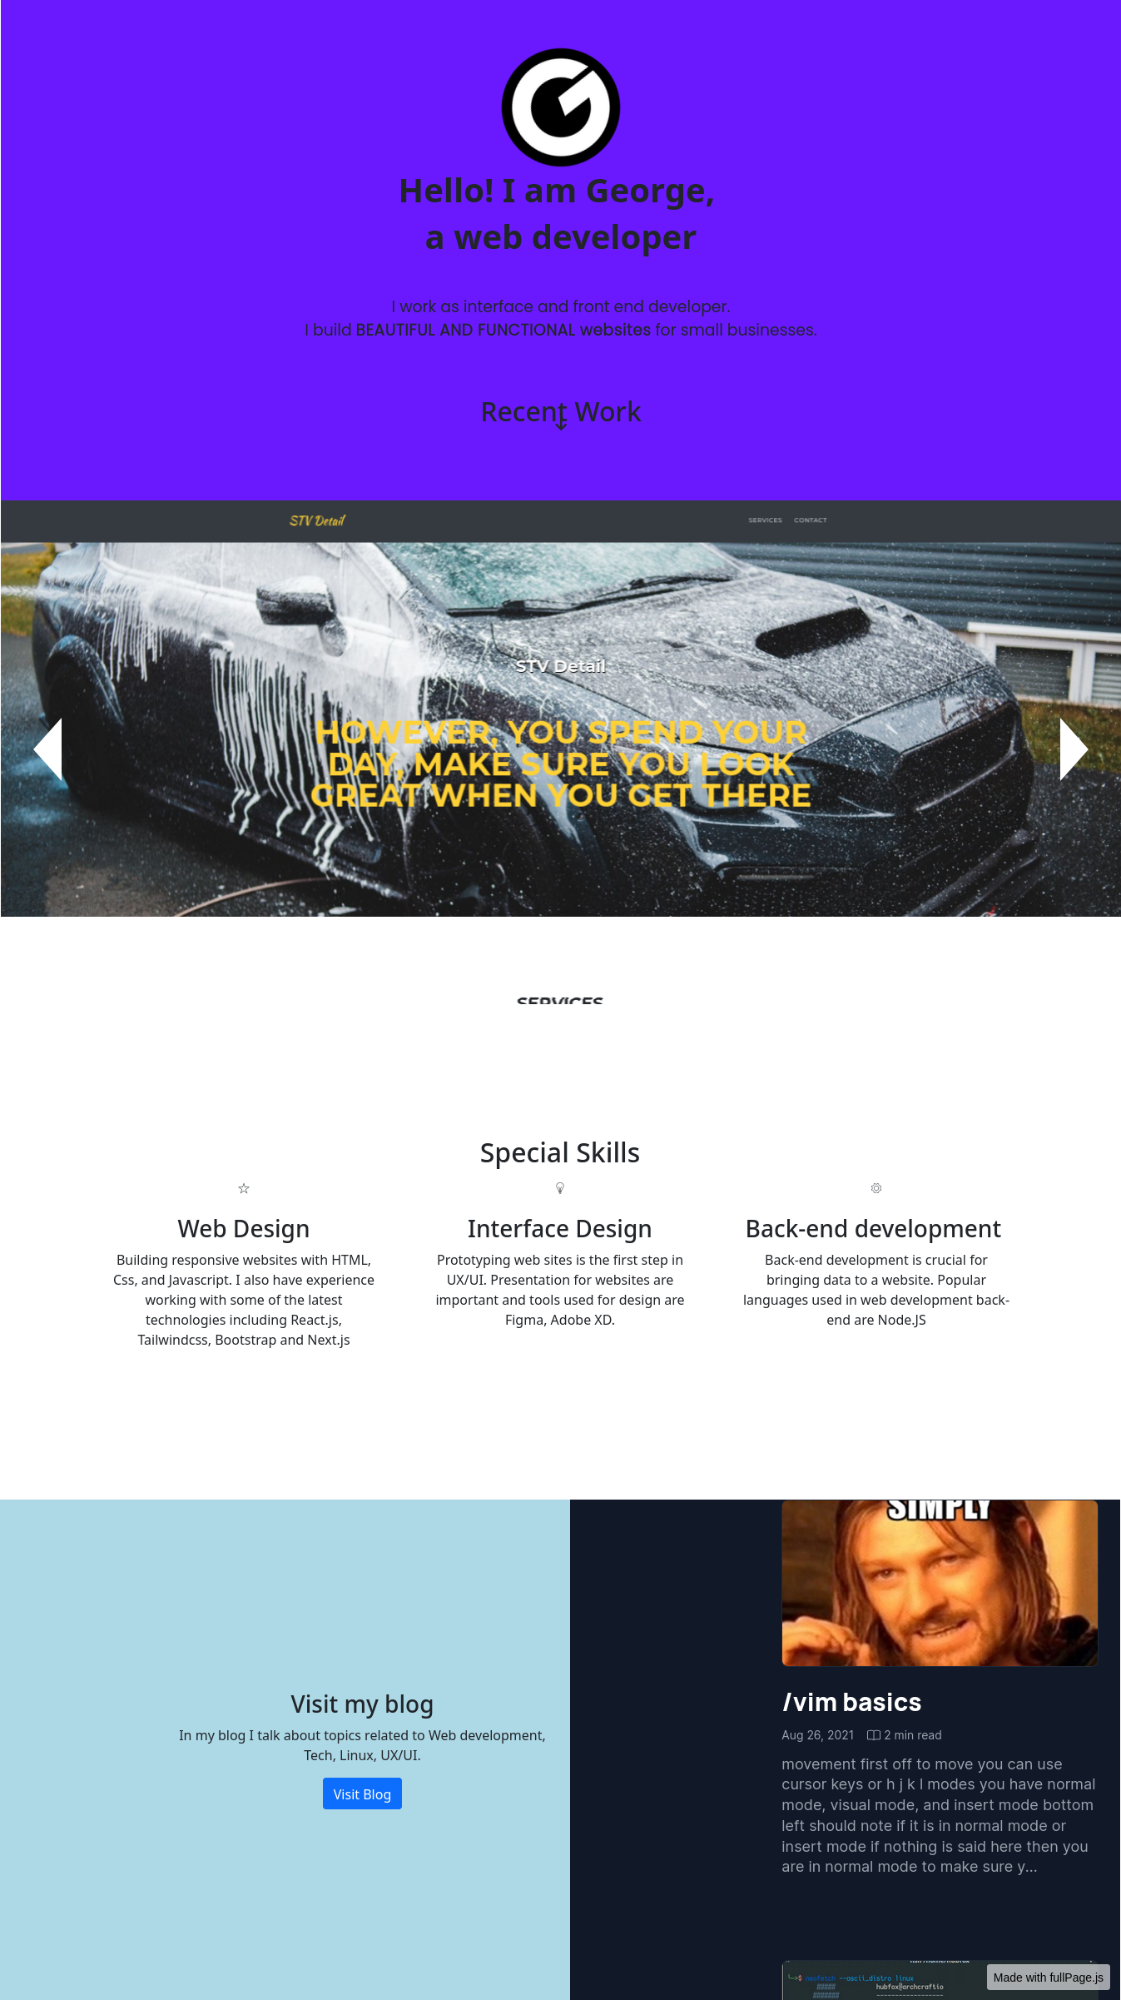 Hello! I am George,
a web developer
I work as interface and front end developer.
I build BEAUTIFUL AND FUNCTIONAL websites for small businesses.
Recent Work
STV Detail
SERVICES CONTACT
STV Detail
HOWEVER, YOU SPEND YOUR
DAY, MAKE SURE YOU LOOK
GREAT WHEN YOU GET THERE
SERVICES
Special Skills
Web Design
Building responsive websites with HTML,
Css, and Javascript. I also have experience
working with some of the latest
technologies including React.js,
Tailwindcss, Bootstrap and Next.js
Interface Design
Prototyping web sites is the first step in
UX/UI. Presentation for websites are
important and tools used for design are
Figma, Adobe XD.
Back-end development
Back-end development is crucial for
bringing data to a website. Popular
languages used in web development back-
end are Node.JS
Visit my blog
In my blog I talk about topics related to Web development,
Tech, Linux, UX/UI.
Visit Blog
SIMPLY
/vim basics
Aug 26, 2021 2 min read
movement first off to move you can use
cursor keys or h j k l modes you have normal
mode, visual mode, and insert mode bottom
left should note if it is in normal mode or
insert mode if nothing is said here then you
are in normal mode to make sure y...
neofetch --ascii_distro linux
hubfox@archcraftio
Made with fullPage.js